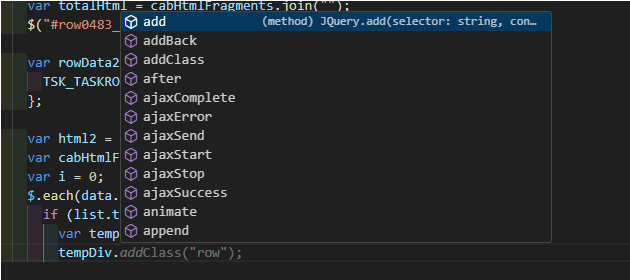 var totalHtml = cabHtmlFragments.join("");
$("#row0483_
add (method) JQuery.add(selector: string, con…
addBack
var rowData2
addClass
TSK_TASKRO
after
};
ajaxComplete
ajaxError
var html2 =
ajaxSend
var cabHtmlF
ajaxStart
var i = 0;
ajaxStop
$.each(data.
ajaxSuccess
if (list.t
animate
var temp
append
tempDiv.addClass("row");